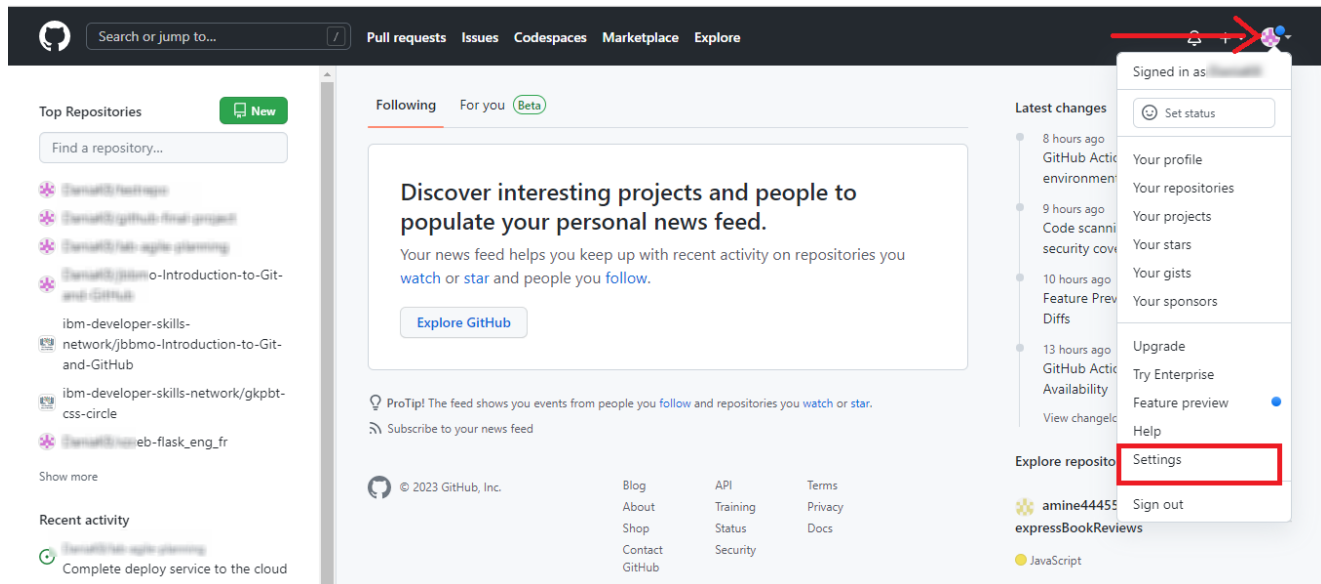 Search or jump to...
/
Pull requests Issues Codespaces Marketplace Explore
Signed in as
Set status
Your profile
Your repositories
Your projects
Your stars
Your gists
Your sponsors
Upgrade
Try Enterprise
Feature preview
Help
Settings
Sign out
Top Repositories
New
Find a repository...
o-Introduction-to-Git-
ibm-developer-skills-
network/jbbmo-Introduction-to-Git-
and-GitHub
ibm-developer-skills-network/gkpbt-
css-circle
eb-flask_eng_fr
Show more
Recent activity
Complete deploy service to the cloud
Following For you Beta
Discover interesting projects and people to
populate your personal news feed.
Your news feed helps you keep up with recent activity on repositories you
watch or star and people you follow.
Explore GitHub
ProTip! The feed shows you events from people you follow and repositories you watch or star.
Subscribe to your news feed
© 2023 GitHub, Inc.
Blog
About
Shop
Contact
GitHub
API
Training
Status
Security
Terms
Privacy
Docs
Latest changes
8 hours ago
GitHub Actic
environmen
9 hours ago
Code scanni
security cove
10 hours ago
Feature Prev
Diffs
13 hours ago
GitHub Actic
Availability
View changelo
Explore reposito
amine44455
expressBookReviews
JavaScript